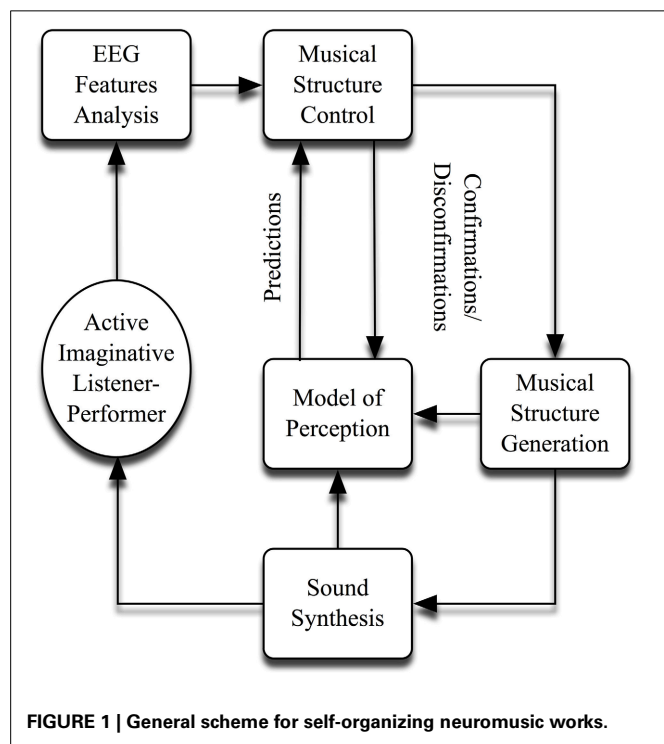 EEG
Features
Analysis
Musical
Structure
Control
Predictions
Confirmations/
Disconfirmations
Active
Imaginative
Listener-
Performer
Model of
Perception
Musical
Structure
Generation
Sound
Synthesis
FIGURE 1 | General scheme for self-organizing neuromusic works.